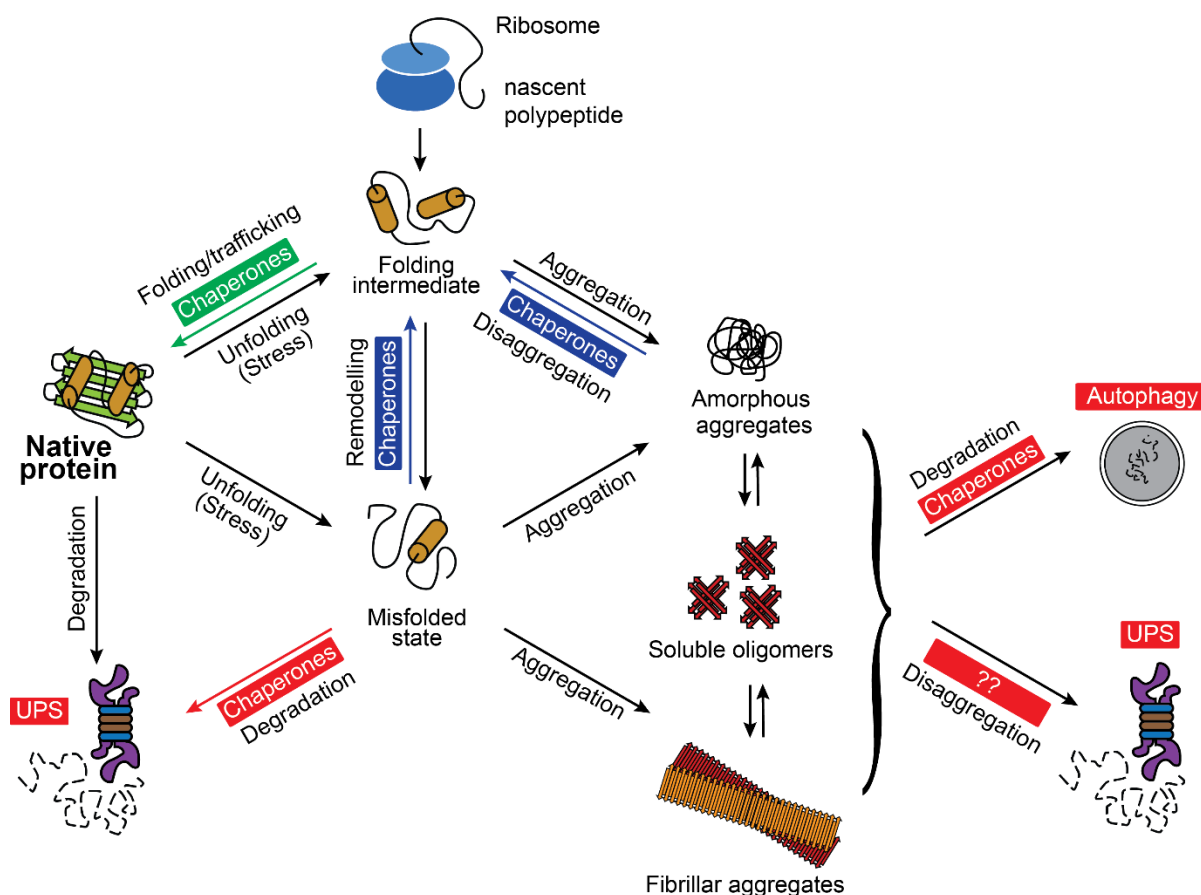 Ribosome
nascent
polypeptide
Folding/trafficking
Chaperones
Unfolding
(Stress)
Folding
intermediate
Aggregation
Chaperones
Disaggregation
Remodelling
Chaperones
Native
protein
Amorphous
aggregates
Autophagy
Degradation
Chaperones
Unfolding
(Stress)
Aggregation
Degradation
Misfolded
state
Soluble oligomers
UPS
Chaperones
Degradation
Aggregation
??
Disaggregation
UPS
Fibrillar aggregates